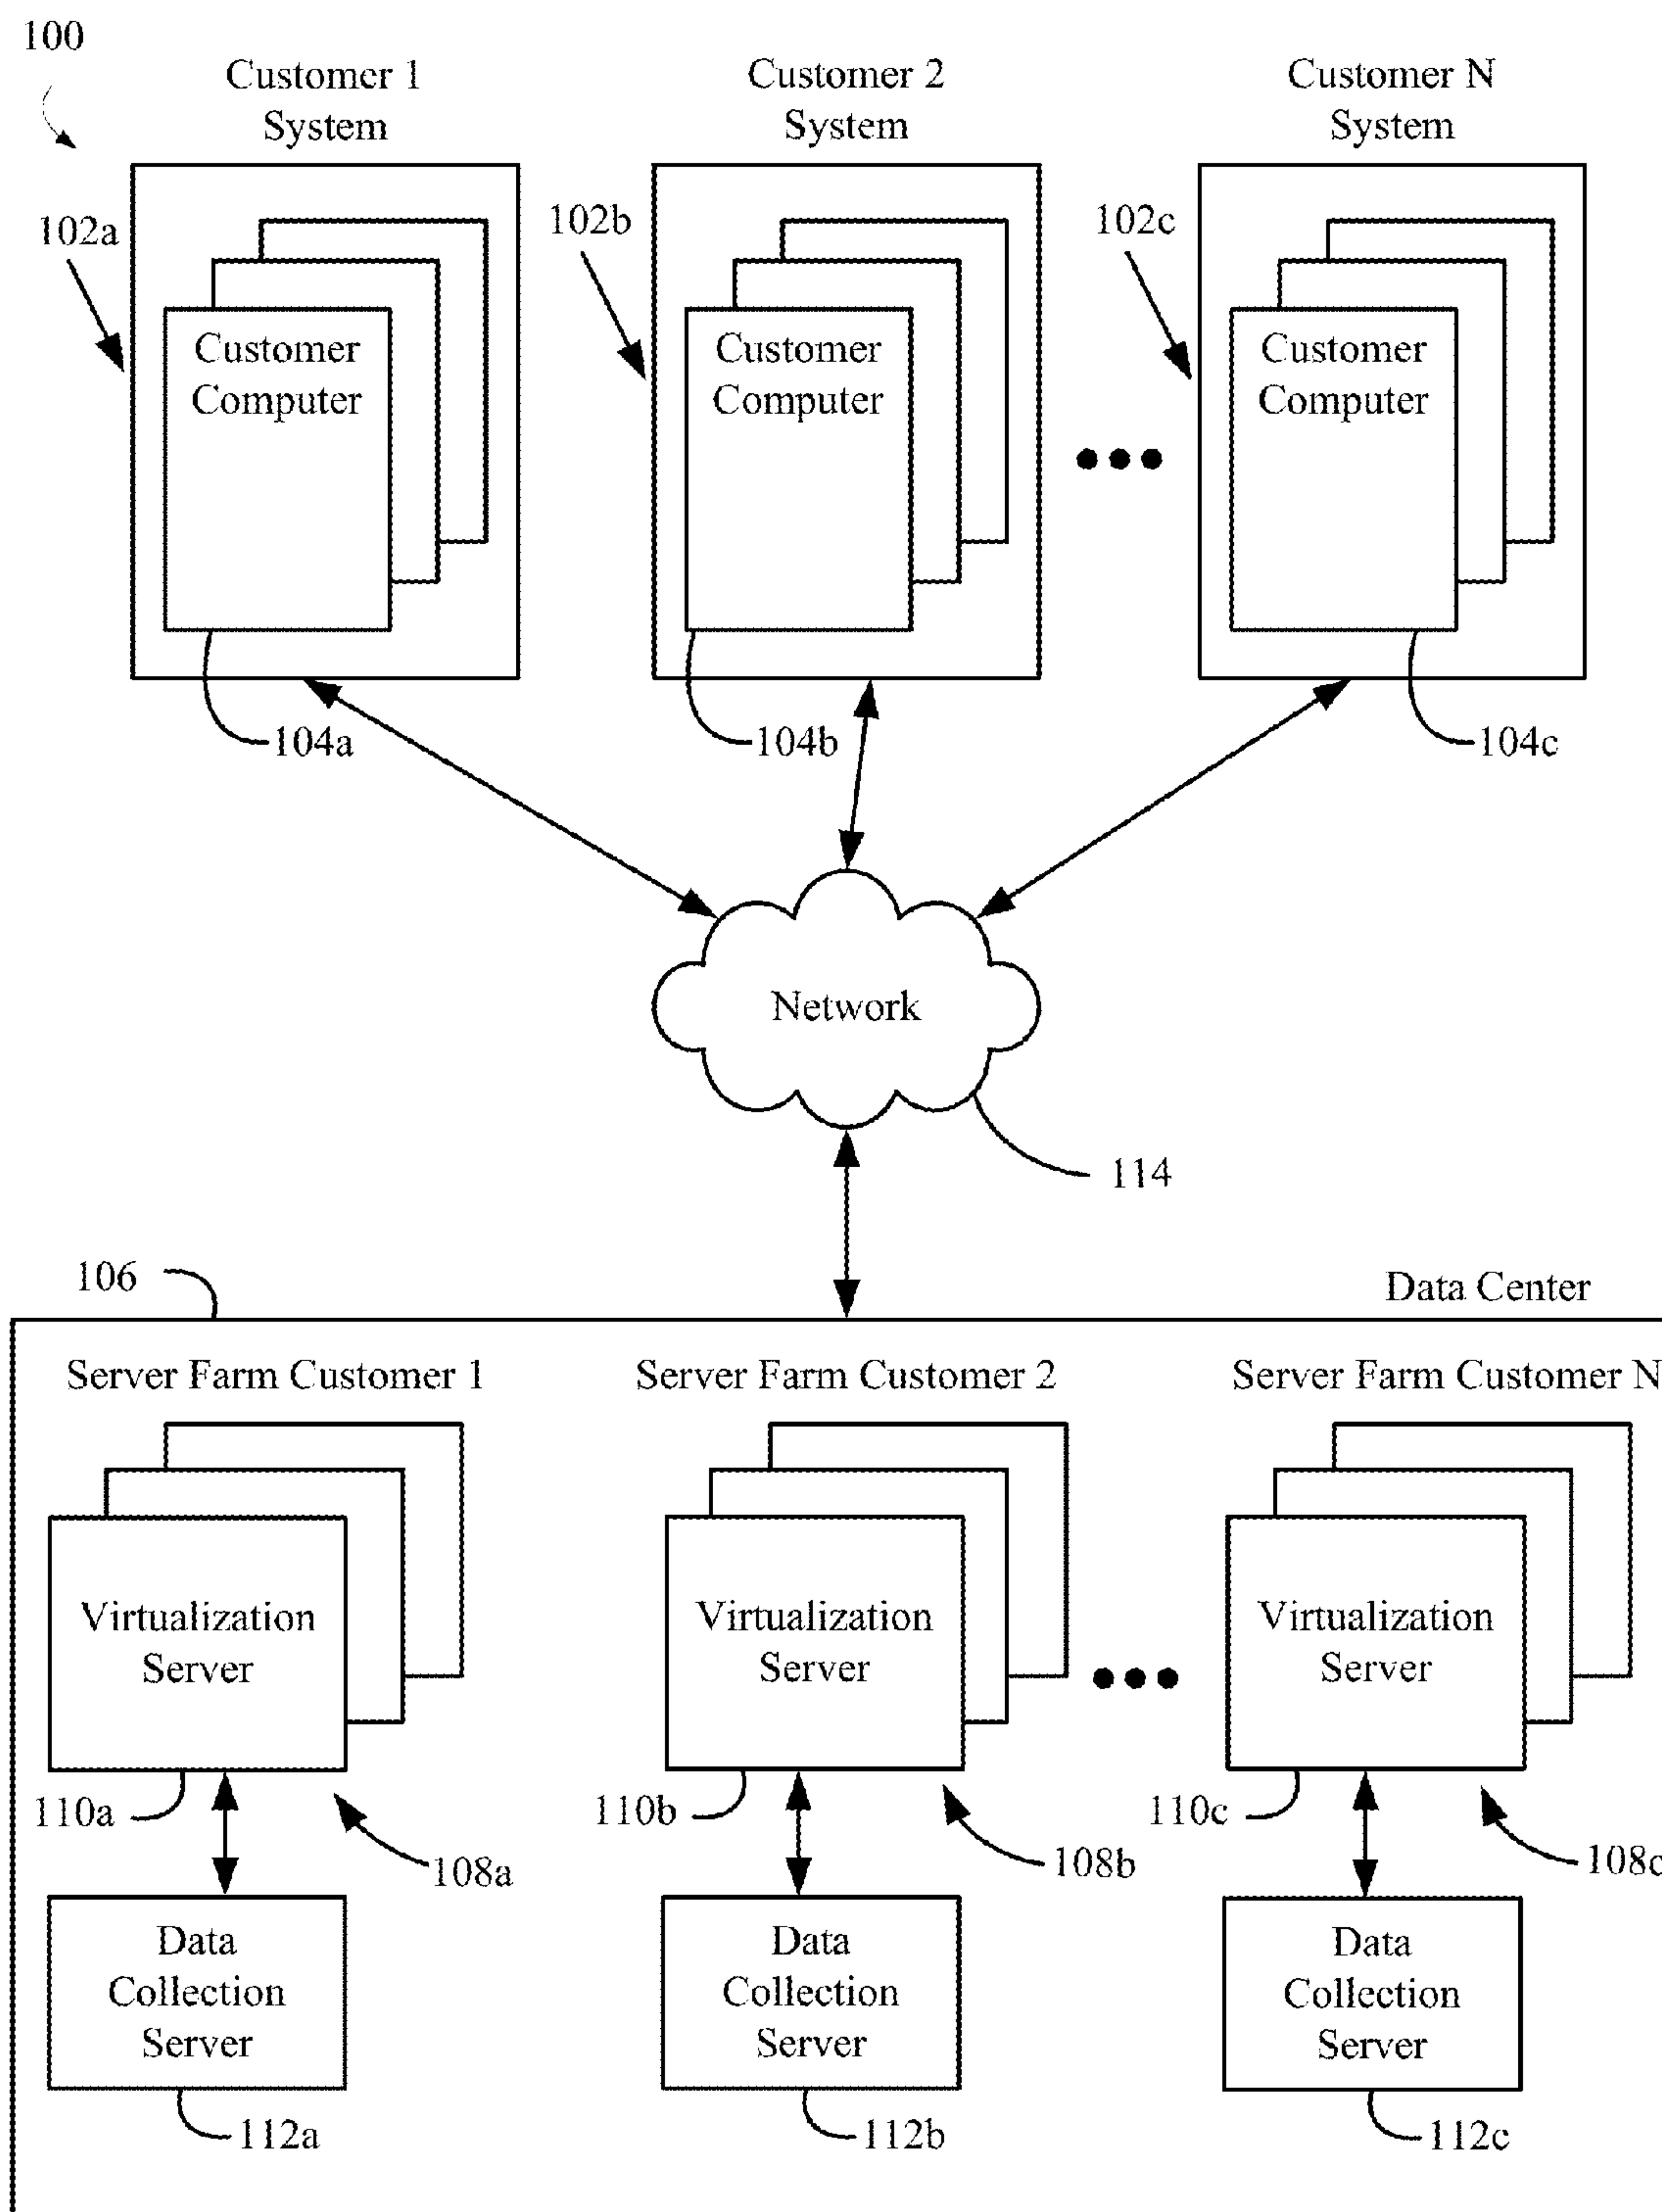 100
Customer 1
System
Customer 2
System
Customer N
System
102a
102b
102c
Customer
Computer
Customer
Computer
Customer
Computer
104a
104b
104c
Network
114
106
Data Center
Server Farm Customer 1
Server Farm Customer 2
Server Farm Customer N
Virtualization
Server
Virtualization
Server
Virtualization
Server
110a
108a
110b
108b
110c
108c
Data
Collection
Server
Data
Collection
Server
Data
Collection
Server
112a
112b
112c